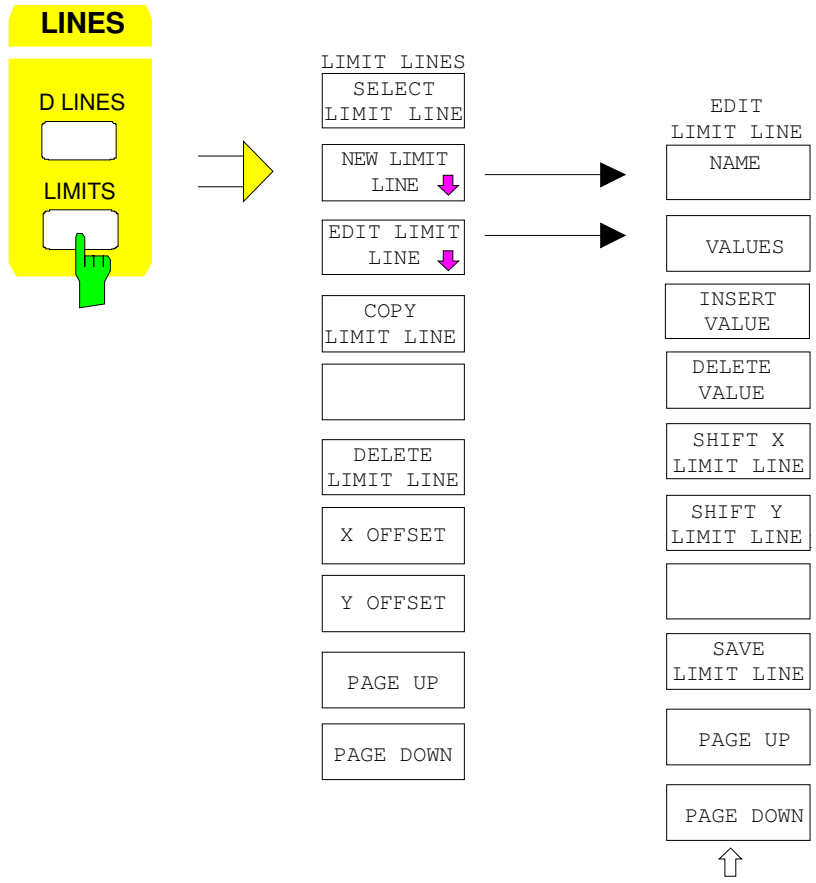 LINES
D LINES
LIMITS
LIMIT LINES
SELECT
LIMIT LINE
NEW LIMIT
LINE
EDIT LIMIT
LINE
COPY
LIMIT LINE
DELETE
LIMIT LINE
X OFFSET
Y OFFSET
PAGE UP
PAGE DOWN
EDIT
LIMIT LINE
NAME
VALUES
INSERT
VALUE
DELETE
VALUE
SHIFT X
LIMIT LINE
SHIFT Y
LIMIT LINE
SAVE
LIMIT LINE
PAGE UP
PAGE DOWN